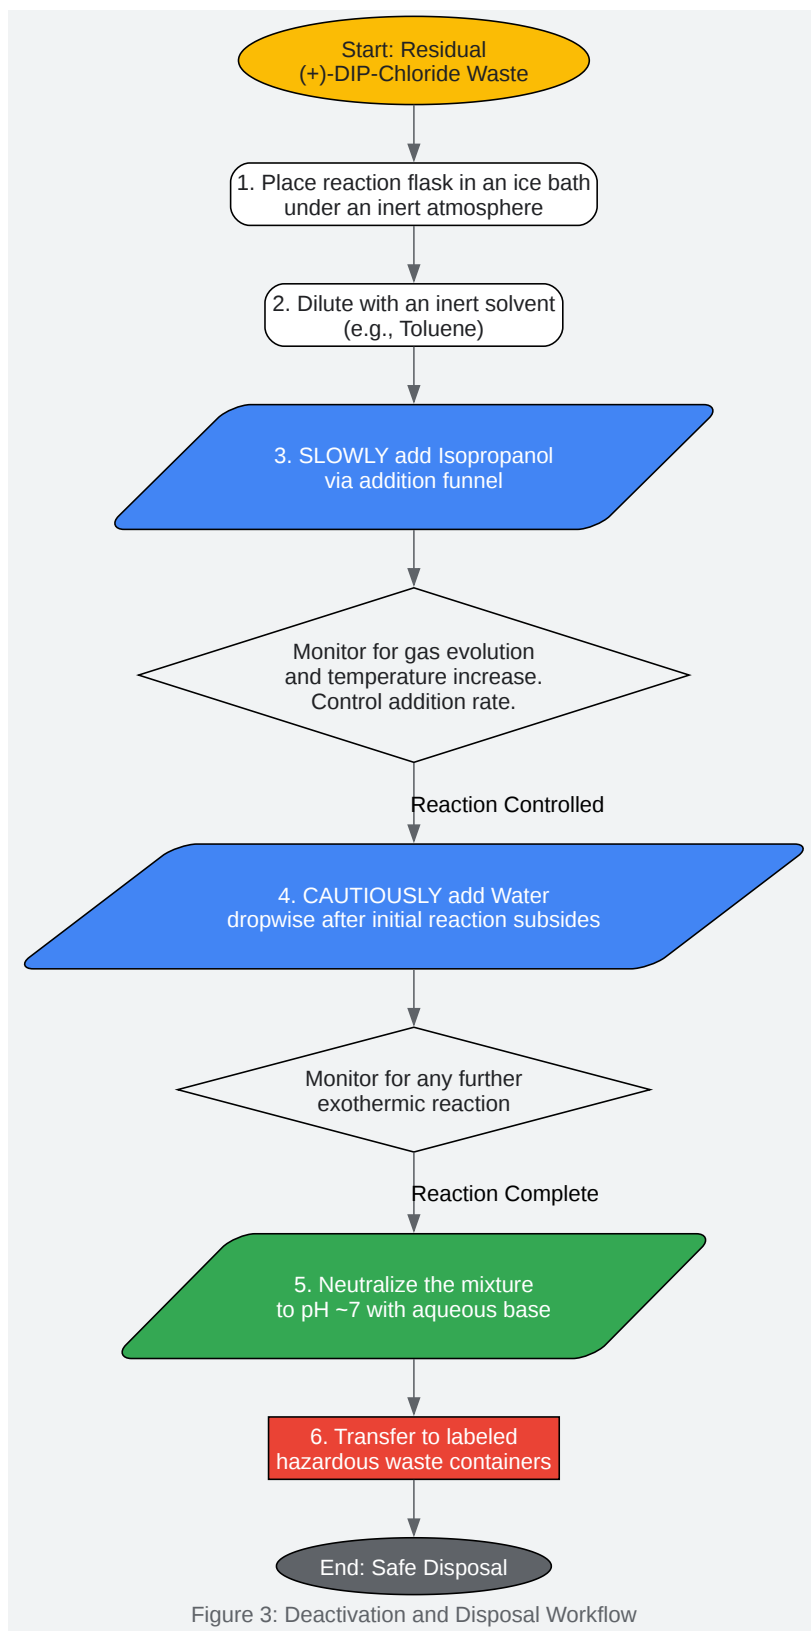 Start: Residual
(+)-DIP-Chloride Waste
1. Place reaction flask in an ice bath
under an inert atmosphere
2. Dilute with an inert solvent
(e.g., Toluene)
3. SLOWLY add Isopropanol
via addition funnel
Monitor for gas evolution
and temperature increase.
Control addition rate.
Reaction Controlled
4. CAUTIOUSLY add Water
dropwise after initial reaction subsides
Monitor for any further
exothermic reaction
Reaction Complete
5. Neutralize the mixture
to pH ~7 with aqueous base
6. Transfer to labeled
hazardous waste containers
End: Safe Disposal
Figure 3: Deactivation and Disposal Workflow